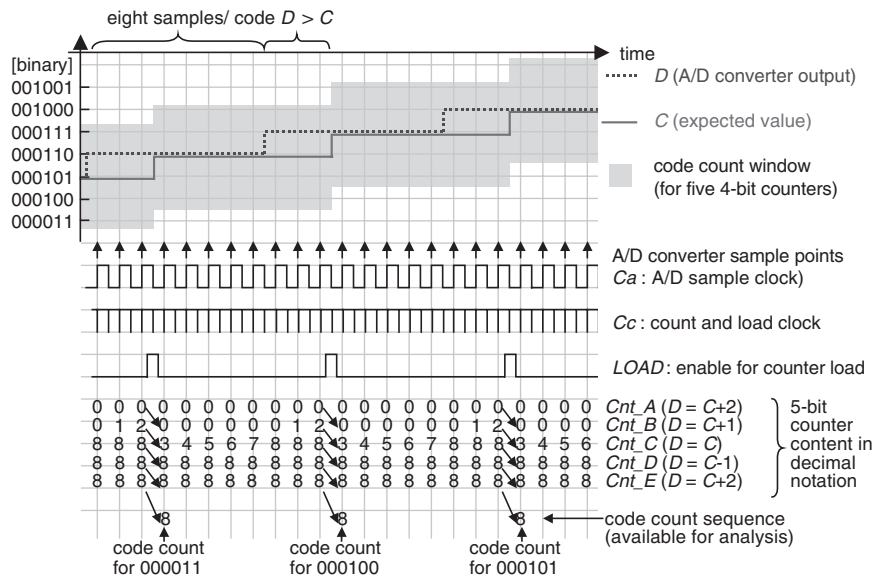 eight samples/ code D > C
time
[binary]
001001
001000
000111
000110
000101
000100
000011
D (A/D converter output)
C (expected value)
code count window
(for five 4-bit counters)
A/D converter sample points
Ca : A/D sample clock)
Cc : count and load clock
LOAD : enable for counter load
0 0 0 0 0 0 0 0 0 0 0 0 0 0 0 0 0 0 0 0 0 0 0 Cnt_A (D = C+2)
0 1 2 0 0 0 0 0 0 1 2 0 0 0 0 0 0 1 2 0 0 0 0 Cnt_B (D = C+1)
8 8 8 3 4 5 6 7 8 8 8 3 4 5 6 7 8 8 8 3 4 5 6 Cnt_C (D = C)
8 8 8 8 8 8 8 8 8 8 8 8 8 8 8 8 8 8 8 8 8 8 8 Cnt_D (D = C-1)
8 8 8 8 8 8 8 8 8 8 8 8 8 8 8 8 8 8 8 8 8 8 8 Cnt_E (D = C+2)
5-bit
counter
content in
decimal
notation
8 8 8
code count sequence
(available for analysis)
code count
for 000011
code count
for 000100
code count
for 000101